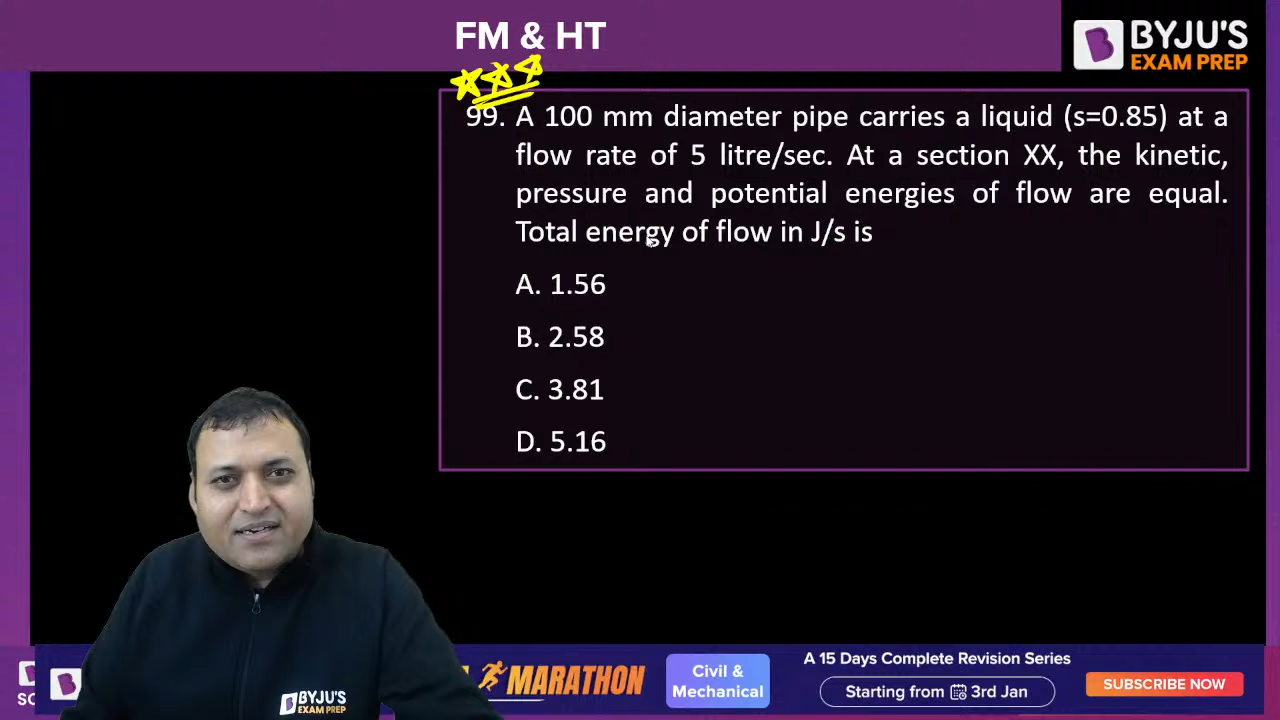 FM & HT
BYJU'S
EXAM PREP
99. A 100 mm diameter pipe carries a liquid (s=0.85) at a
flow rate of 5 litre/sec. At a section XX, the kinetic,
pressure and potential energies of flow are equal.
Total energy of flow in J/s is
A. 1.56
B. 2.58
C. 3.81
D. 5.16
SO
BYJU'S
EXAM PREP
MARATHON
Civil &
Mechanical
A 15 Days Complete Revision Series
Starting from 3rd Jan
SUBSCRIBE NOW